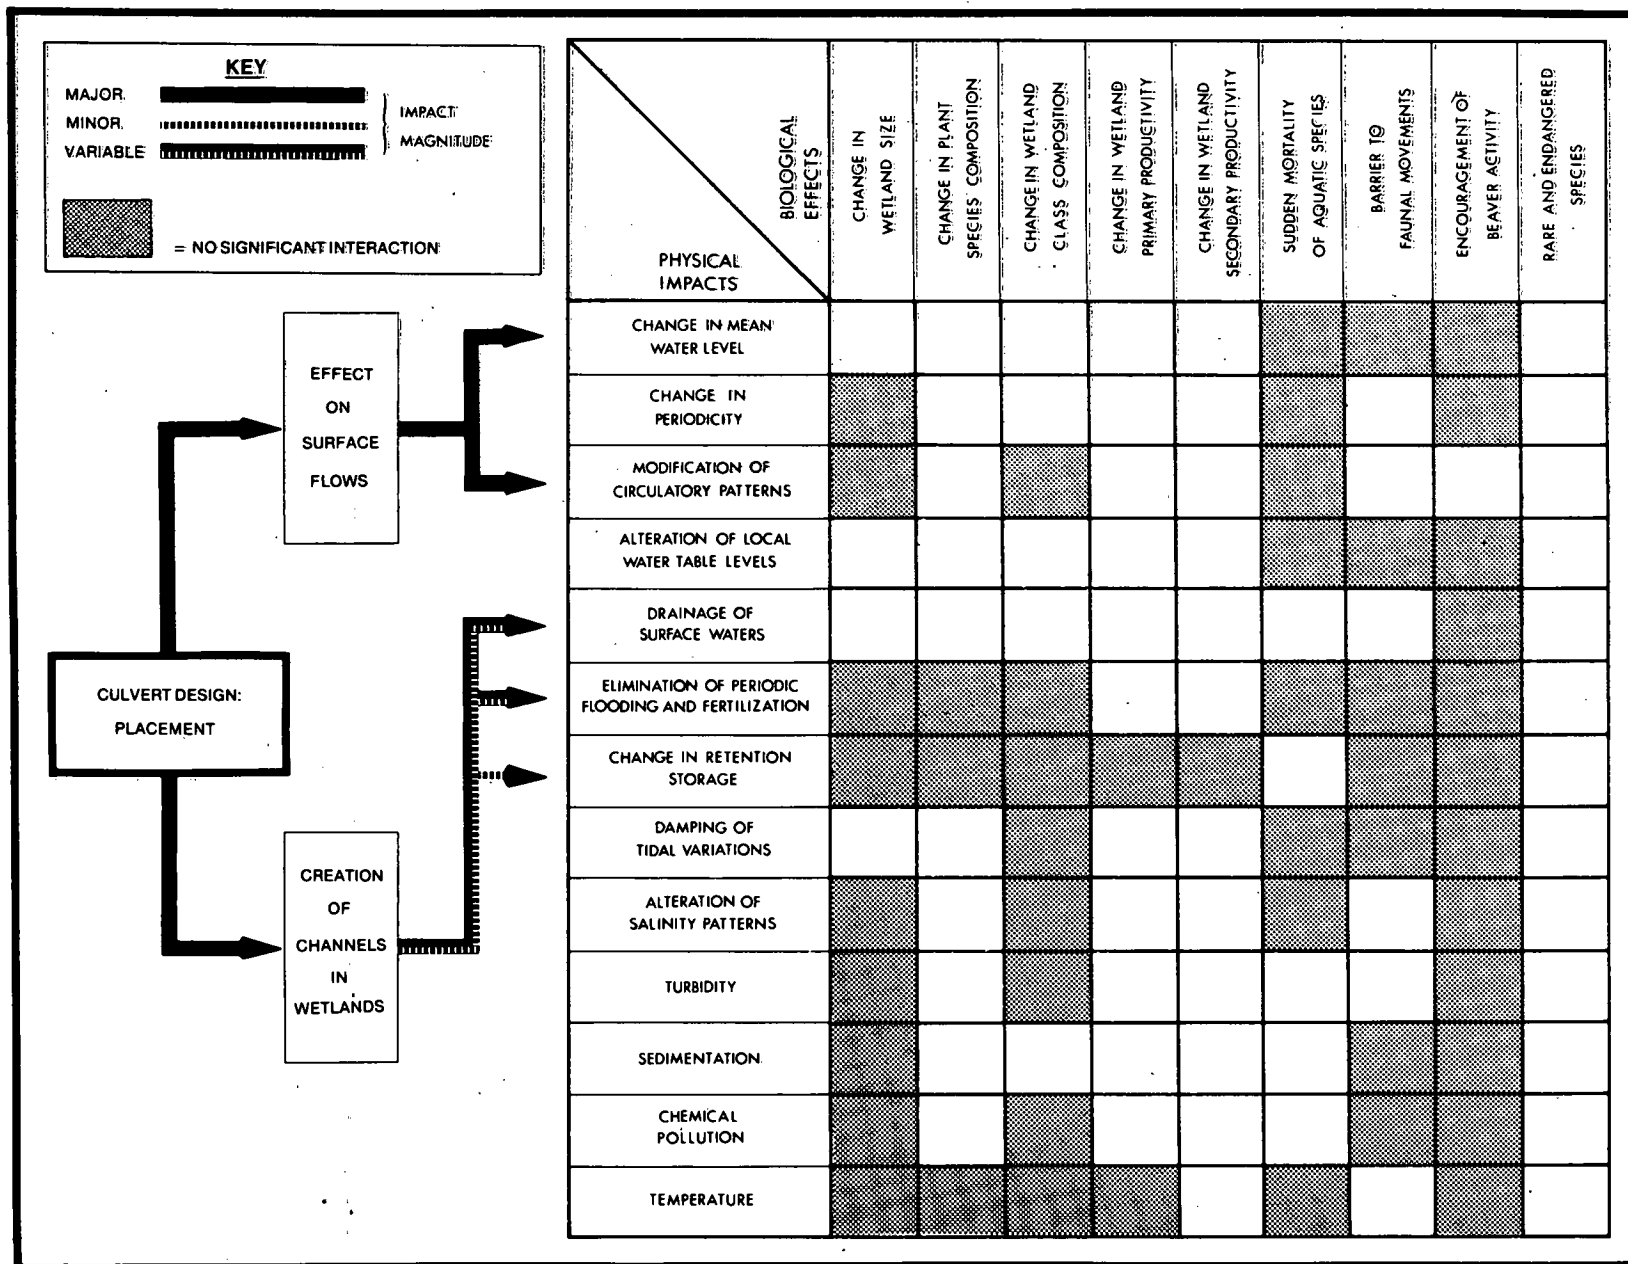 KEY
MAJOR
MINOR
VARIABLE
IMPACT
MAGNITUDE
= NO SIGNIFICANT INTERACTION
BIOLOGICAL
EFFECTS
PHYSICAL
IMPACTS
CHANGE IN
WETLAND SIZE
CHANGE IN PLANT
SPECIES COMPOSITION
CHANGE IN WETLAND
CLASS COMPOSITION
CHANGE IN WETLAND
PRIMARY PRODUCTIVITY
CHANGE IN WETLAND
SECONDARY PRODUCTIVITY
SUDDEN MORTALITY
OF AQUATIC SPECIES
BARRIER TO
FAUNAL MOVEMENTS
ENCOURAGEMENT OF
BEAVER ACTIVITY
RARE AND ENDANGERED
SPECIES
CHANGE IN MEAN
WATER LEVEL
CHANGE IN
PERIODICITY
MODIFICATION OF
CIRCULATORY PATTERNS
ALTERATION OF LOCAL
WATER TABLE LEVELS
DRAINAGE OF
SURFACE WATERS
ELIMINATION OF PERIODIC
FLOODING AND FERTILIZATION
CHANGE IN RETENTION
STORAGE
DAMPING OF
TIDAL VARIATIONS
ALTERATION OF
SALINITY PATTERNS
TURBIDITY
SEDIMENTATION
CHEMICAL
POLLUTION
TEMPERATURE
EFFECT
ON
SURFACE
FLOWS
CULVERT DESIGN:
PLACEMENT
CREATION
OF
CHANNELS
IN
WETLANDS